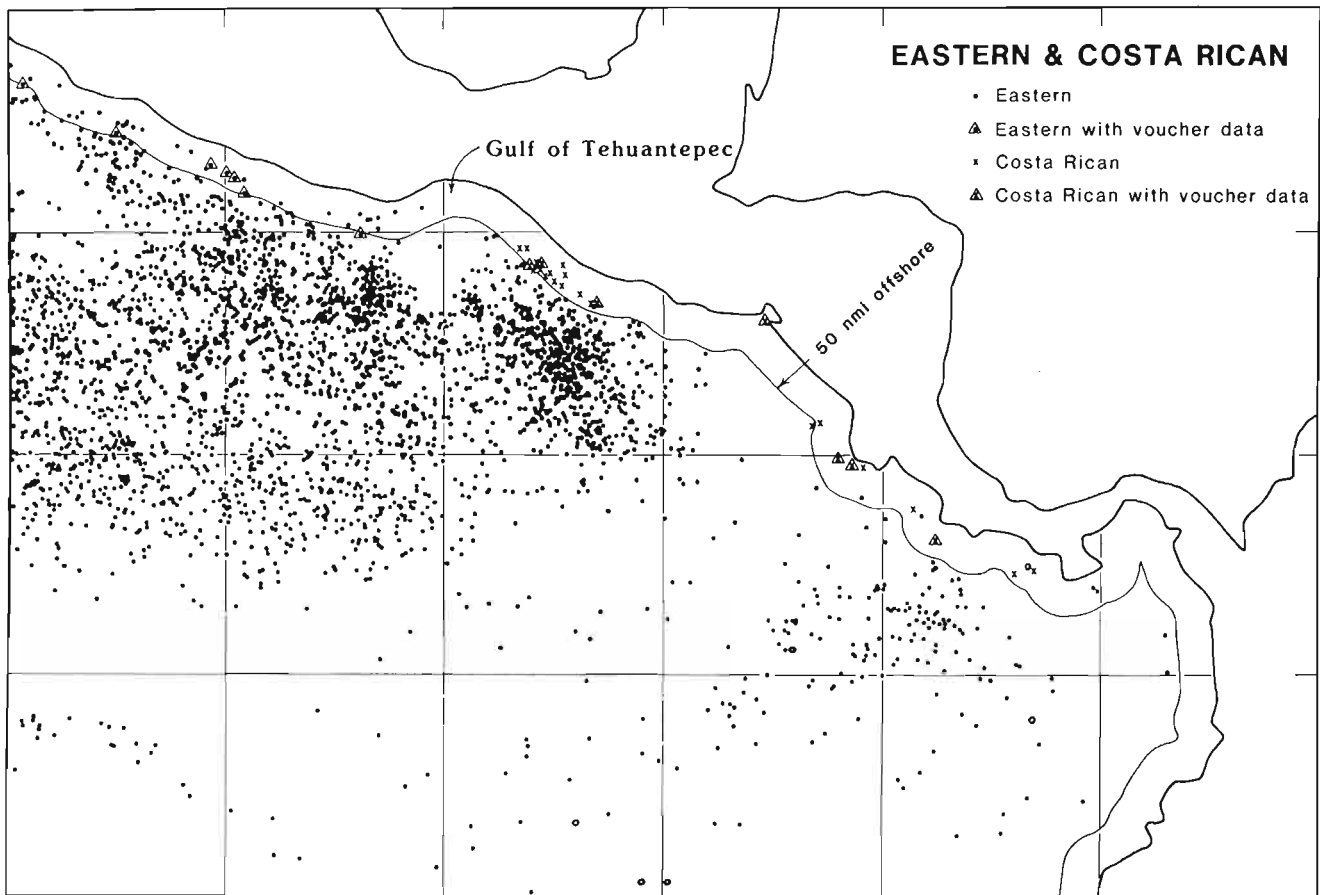 EASTERN & COSTA RICAN
Eastern
Eastern with voucher data
Costa Rican
Costa Rican with voucher data
Gulf of Tehuantepec
50 nmi offshore